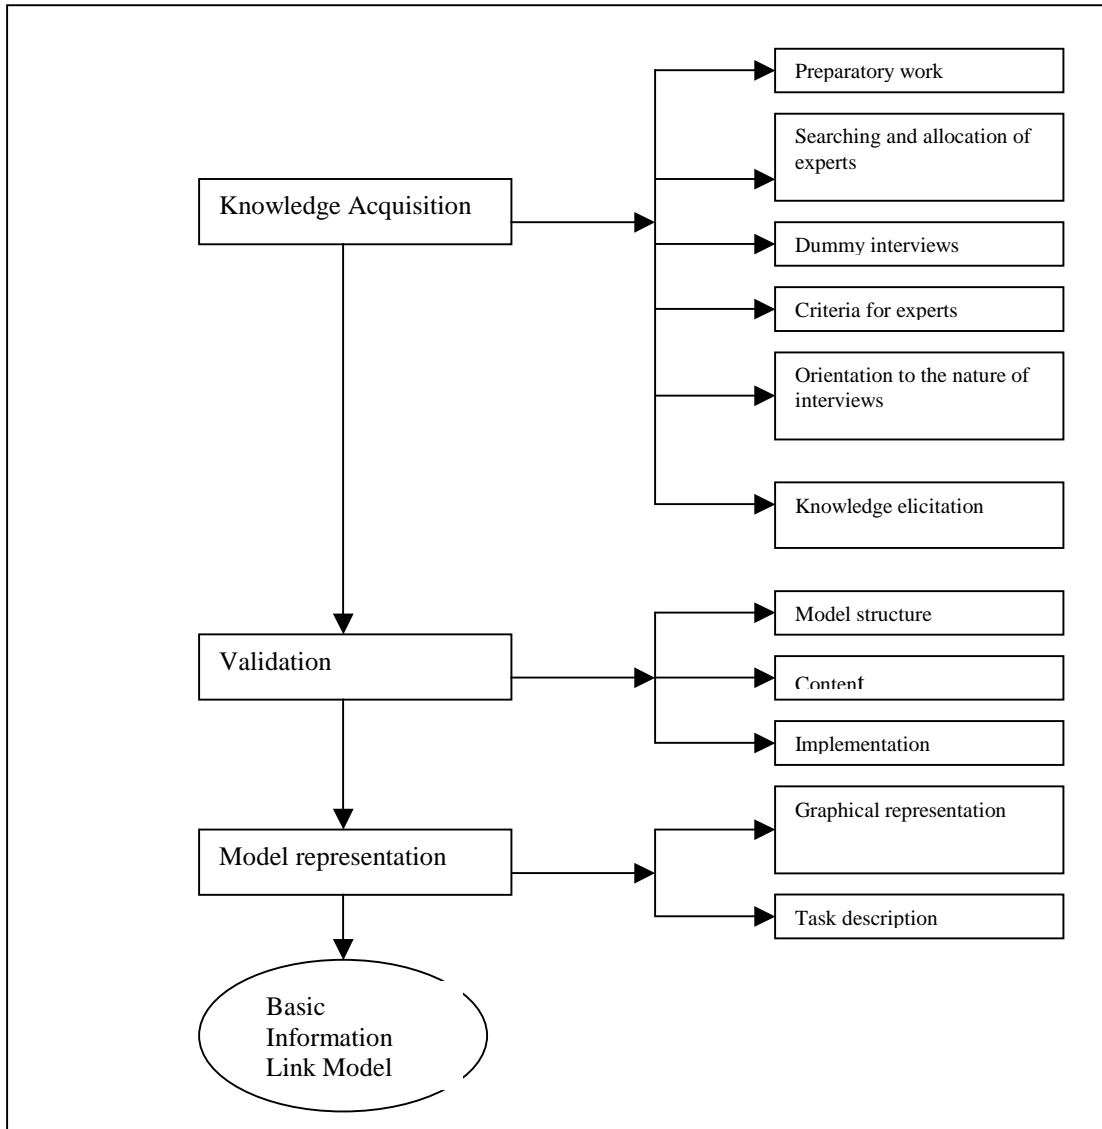 Preparatory work
Searching and allocation of
experts
Knowledge Acquisition
Dummy interviews
Criteria for experts
Orientation to the nature of
interviews
Knowledge elicitation
Model structure
Validation
Content
Implementation
Graphical representation
Model representation
Task description
Basic
Information
Link Model